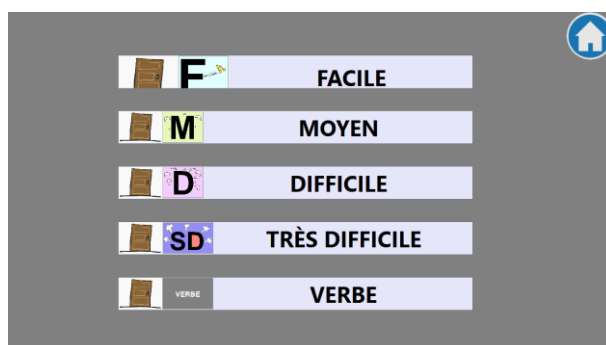 F FACILE
M MOYEN
D DIFFICILE
SD TRÈS DIFFICILE
VERBE VERBE